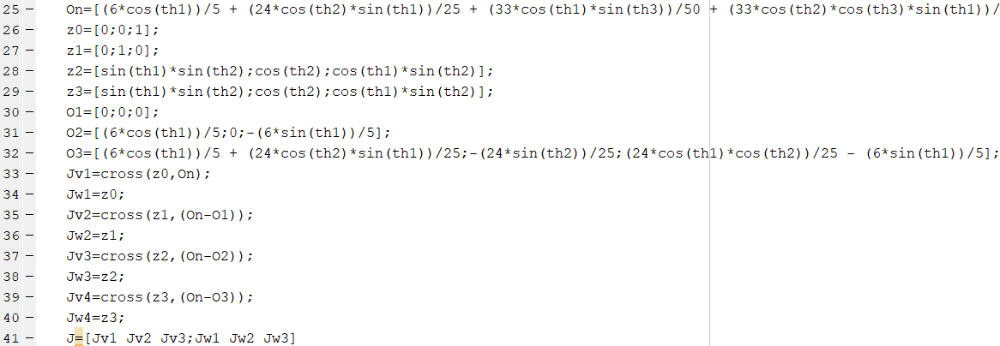 25 – On=[(6*cos(th1))/5 + (24*cos(th2)*sin(th1))/25 + (33*cos(th1)*sin(th3))/50 + (33*cos(th2)*cos(th3)*sin(th1))/
26 – z0=[0;0;1];
27 – z1=[0;1;0];
28 – z2=[sin(th1)*sin(th2);cos(th2);cos(th1)*sin(th2)];
29 – z3=[sin(th1)*sin(th2);cos(th2);cos(th1)*sin(th2)];
30 – O1=[0;0;0];
31 – O2=[(6*cos(th1))/5;0;-(6*sin(th1))/5];
32 – O3=[(6*cos(th1))/5 + (24*cos(th2)*sin(th1))/25;-(24*sin(th2))/25;(24*cos(th1)*cos(th2))/25 - (6*sin(th1))/5];
33 – Jv1=cross(z0,On);
34 – Jw1=z0;
35 – Jv2=cross(z1,(On-O1));
36 – Jw2=z1;
37 – Jv3=cross(z2,(On-O2));
38 – Jw3=z2;
39 – Jv4=cross(z3,(On-O3));
40 – Jw4=z3;
41 – J=[Jv1 Jv2 Jv3;Jw1 Jw2 Jw3]